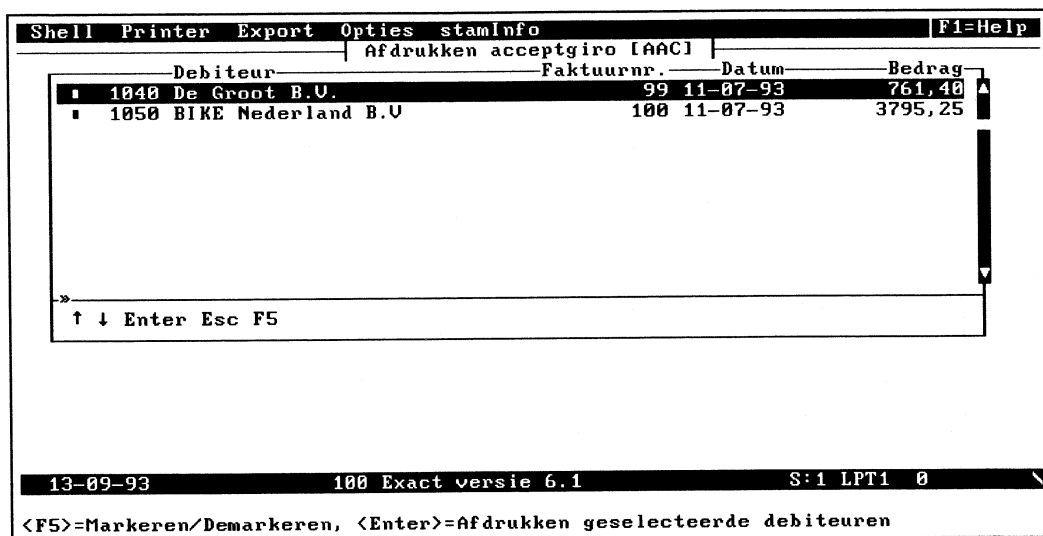 Shell Printer Export Opties stamInfo F1=Help
Afdrukken acceptgiro [AAC]
Debiteur Faktuurnr. Datum Bedrag
1040 De Groot B.V. 99 11-07-93 761,40
1050 BIKE Nederland B.V 100 11-07-93 3795,25
»
↑ ↓ Enter Esc F5
13-09-93 100 Exact versie 6.1 S:1 LPT1 0 \
<F5>=Markeren/Demarkeren, <Enter>=Afdrukken geselecteerde debiteuren